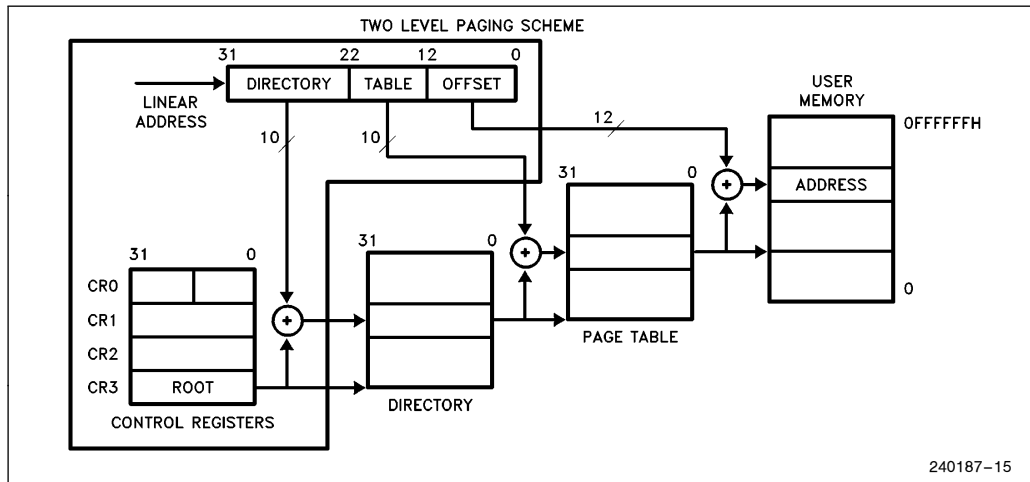 TWO LEVEL PAGING SCHEME
31 22 12 0
DIRECTORY TABLE OFFSET
LINEAR
ADDRESS
10 10 12
USER
MEMORY
0FFFFFFH
ADDRESS
0
31 0
PAGE TABLE
31 0
DIRECTORY
31 0
CR0
CR1
CR2
CR3 ROOT
CONTROL REGISTERS
+
+
+
240187-15